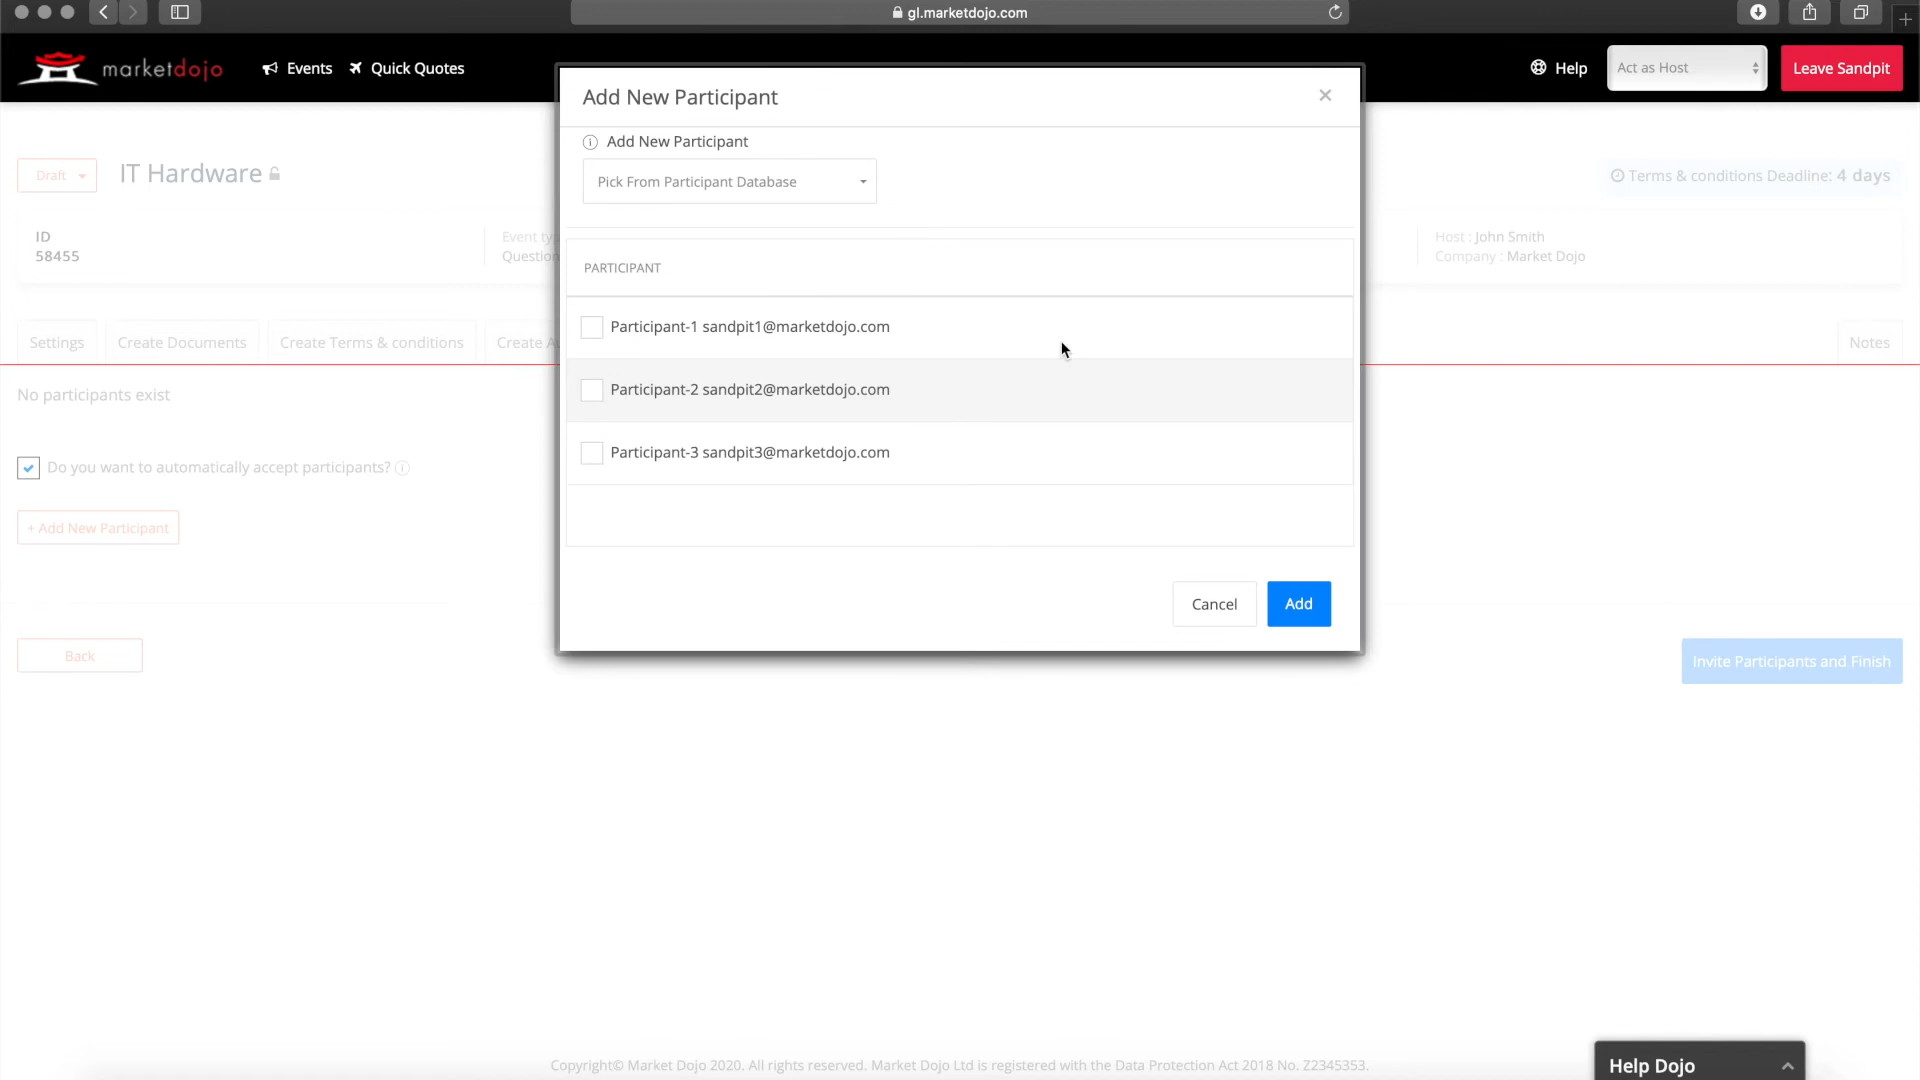 gl.marketdojo.com
marketdojo
Events
Quick Quotes
Help
Act as Host
Leave Sandpit
Add New Participant
Add New Participant
Pick From Participant Database
Draft
IT Hardware
Terms & conditions Deadline: 4 days
ID
58455
Event typ
Question
Host : John Smith
Company : Market Dojo
PARTICIPANT
Participant-1 sandpit1@marketdojo.com
Participant-2 sandpit2@marketdojo.com
Participant-3 sandpit3@marketdojo.com
Settings
Create Documents
Create Terms & conditions
Create A
Notes
No participants exist
Do you want to automatically accept participants?
+ Add New Participant
Cancel
Add
Back
Invite Participants and Finish
Copyright© Market Dojo 2020. All rights reserved. Market Dojo Ltd is registered with the Data Protection Act 2018 No. Z2345353.
Help Dojo